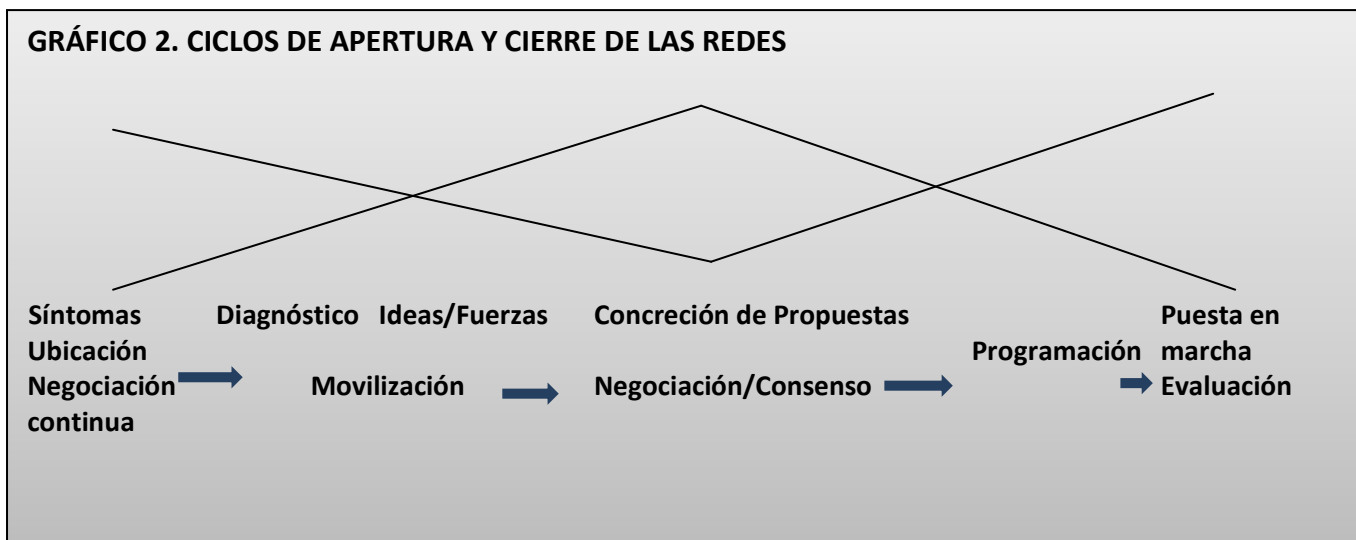 GRÁFICO 2. CICLOS DE APERTURA Y CIERRE DE LAS REDES
Síntomas Diagnóstico Ideas/Fuerzas Concreción de Propuestas Puesta en
Ubicación Programación marcha
Negociación Movilización Negociación/Consenso Evaluación
continua